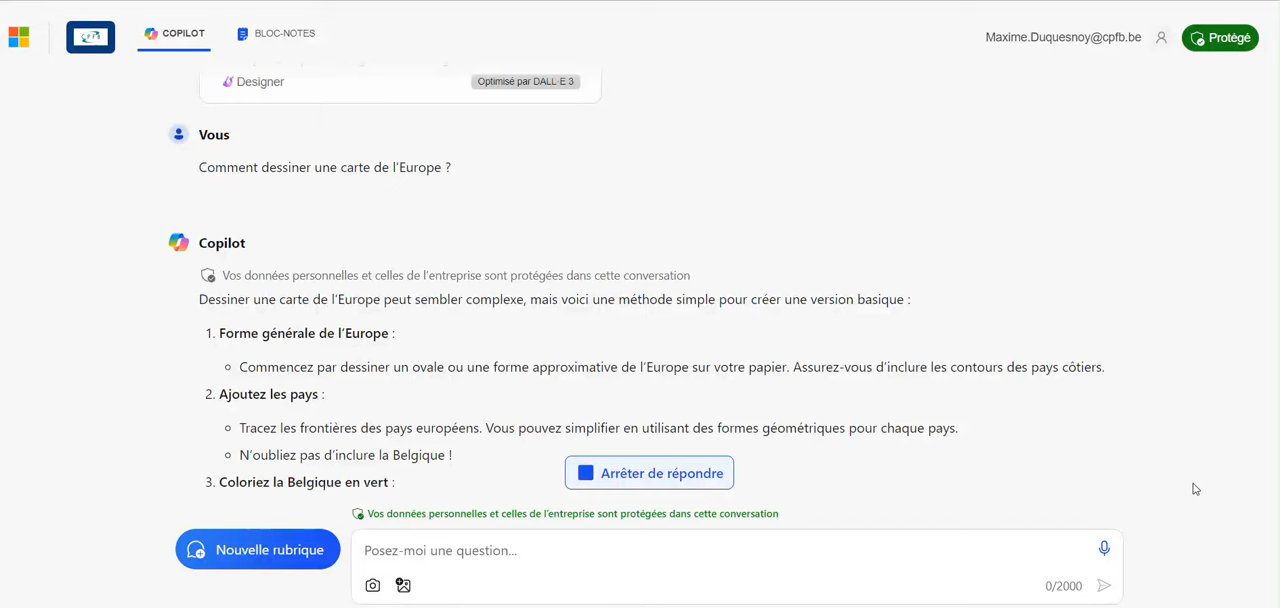 COPILOT
BLOC-NOTES
Maxime.Duquesnoy@cpfb.be
Protégé
Designer
Optimisé par DALL·E 3
Vous
Comment dessiner une carte de l'Europe ?
Copilot
Vos données personnelles et celles de l'entreprise sont protégées dans cette conversation
Dessiner une carte de l'Europe peut sembler complexe, mais voici une méthode simple pour créer une version basique :
1. Forme générale de l'Europe :
Commencez par dessiner un ovale ou une forme approximative de l'Europe sur votre papier. Assurez-vous d'inclure les contours des pays côtiers.
2. Ajoutez les pays :
Tracez les frontières des pays européens. Vous pouvez simplifier en utilisant des formes géométriques pour chaque pays.
N'oubliez pas d'inclure la Belgique !
Arrêter de répondre
3. Coloriez la Belgique en vert :
Vos données personnelles et celles de l'entreprise sont protégées dans cette conversation
Nouvelle rubrique
Posez-moi une question...
0/2000